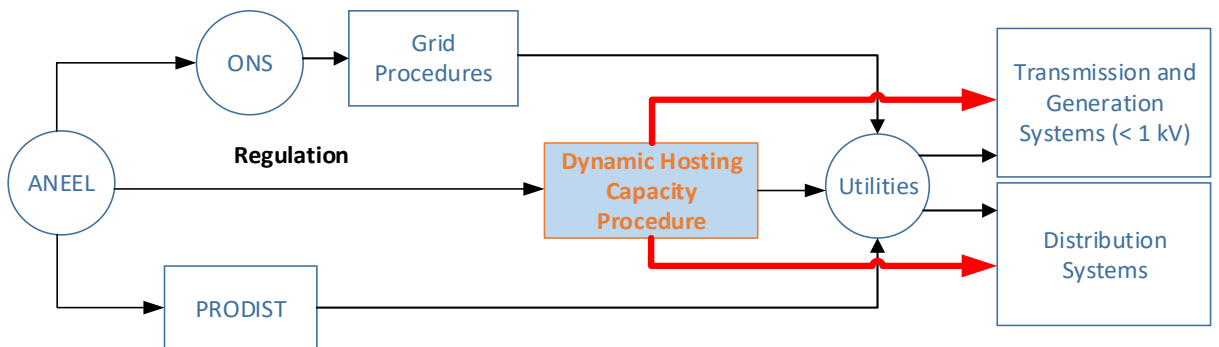 ONS
Grid
Procedures
Transmission and
Generation
Systems (< 1 kV)
Regulation
ANEEL
Dynamic Hosting
Capacity
Procedure
Utilities
Distribution
Systems
PRODIST